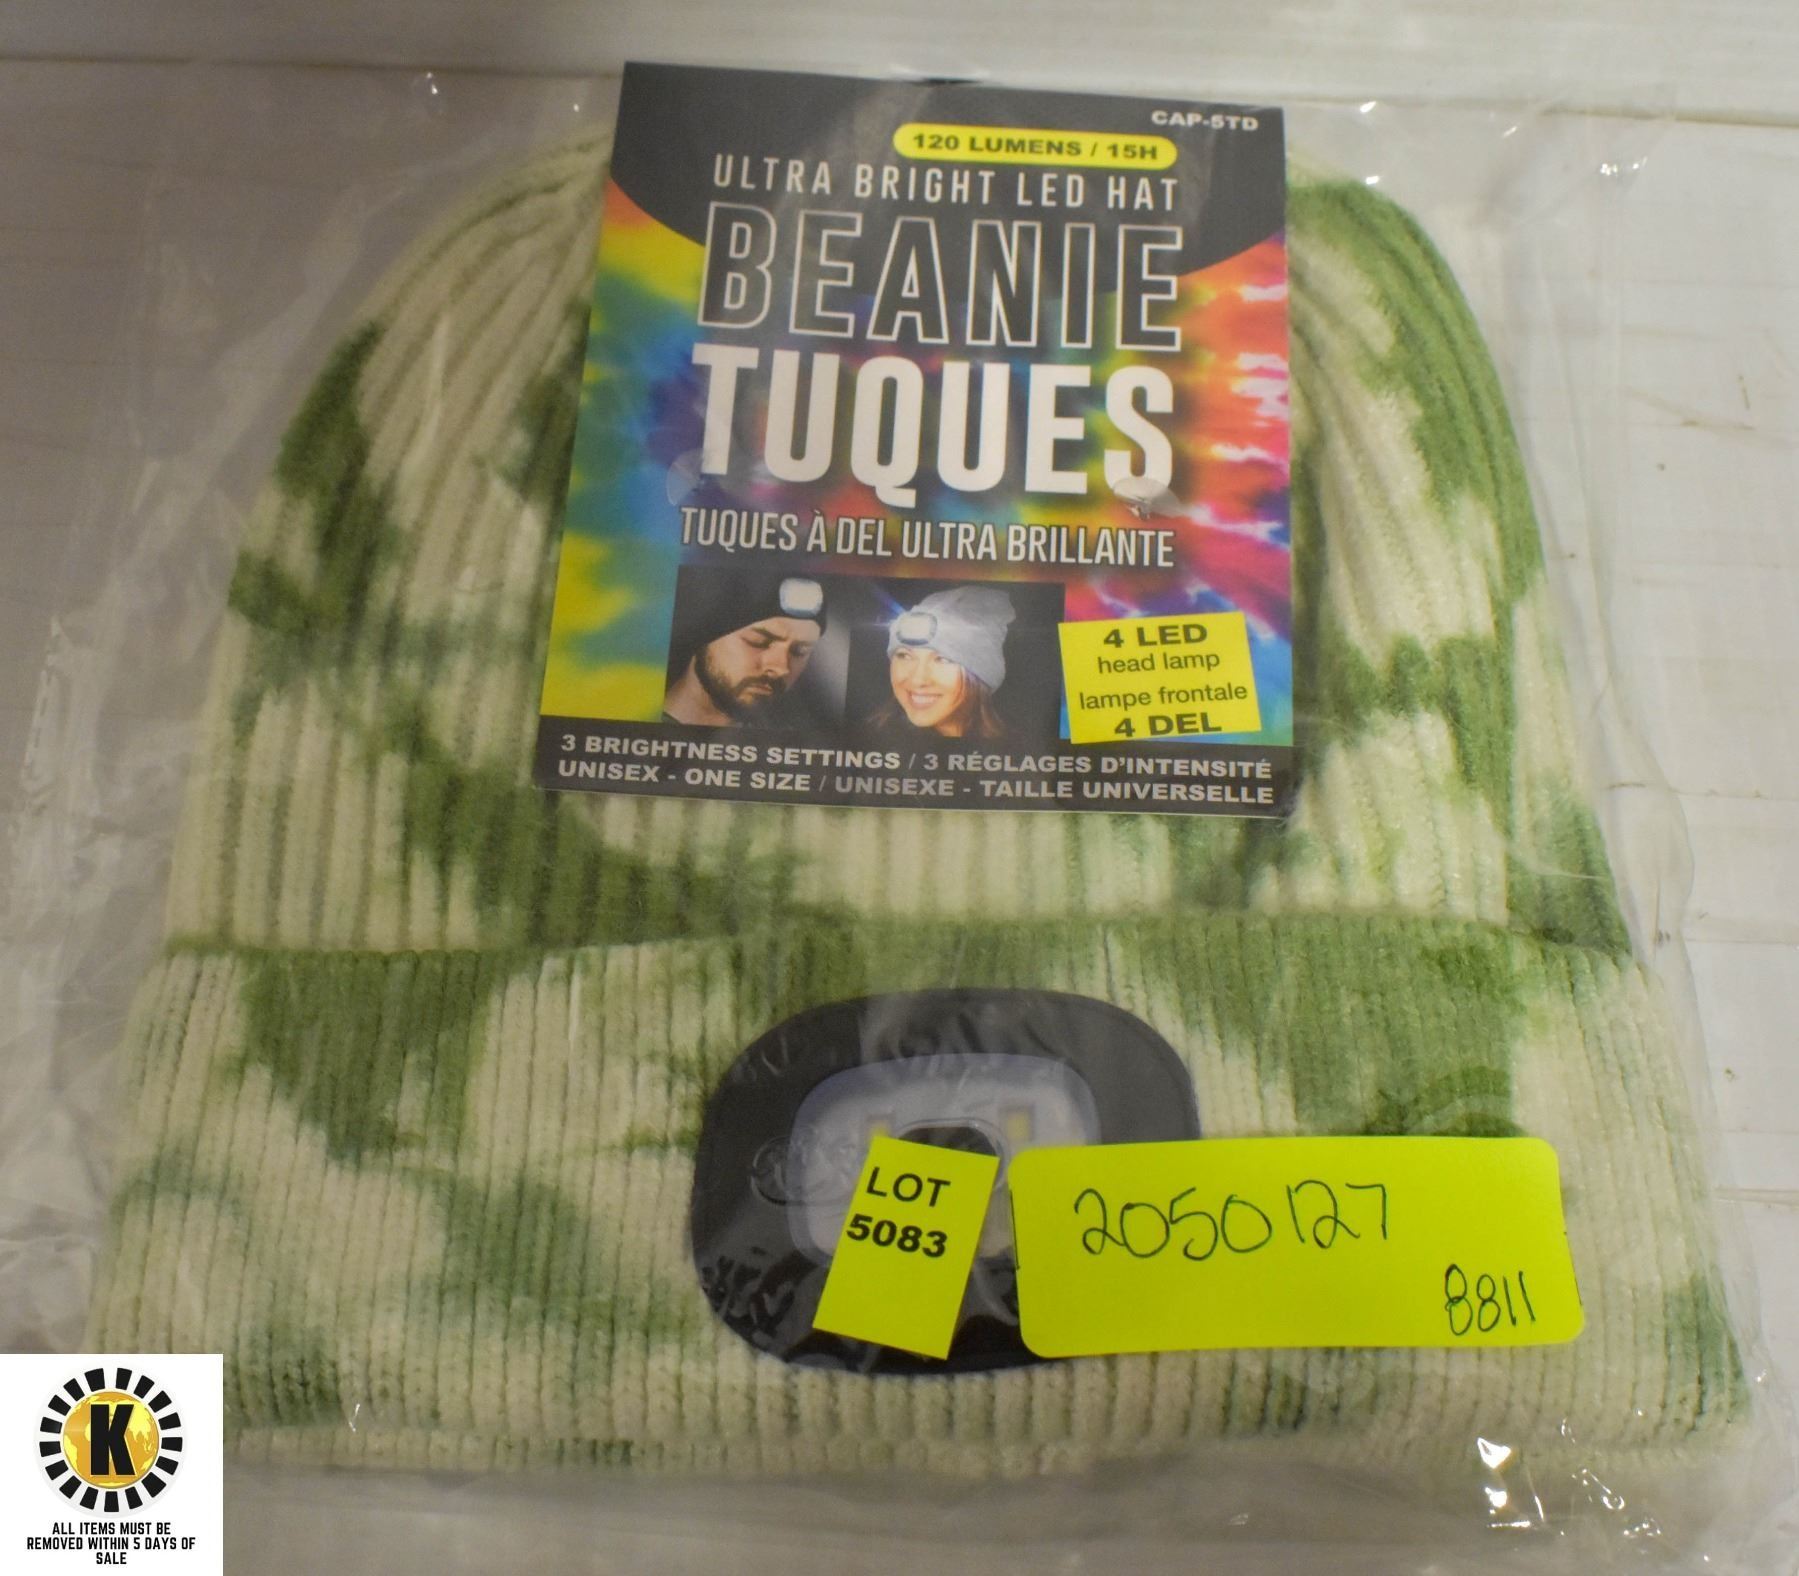 CAP-5TD
120 LUMENS / 15H
ULTRA BRIGHT LED HAT
BEANIE
TUQUES
TUQUES À DEL ULTRA BRILLANTE
4 LED
head lamp
lampe frontale
4 DEL
3 BRIGHTNESS SETTINGS / 3 RÉGLAGES D'INTENSITÉ
UNISEX - ONE SIZE / UNISEXE - TAILLE UNIVERSELLE
LOT
5083
2050127
8811
K
ALL ITEMS MUST BE
REMOVED WITHIN 5 DAYS OF
SALE